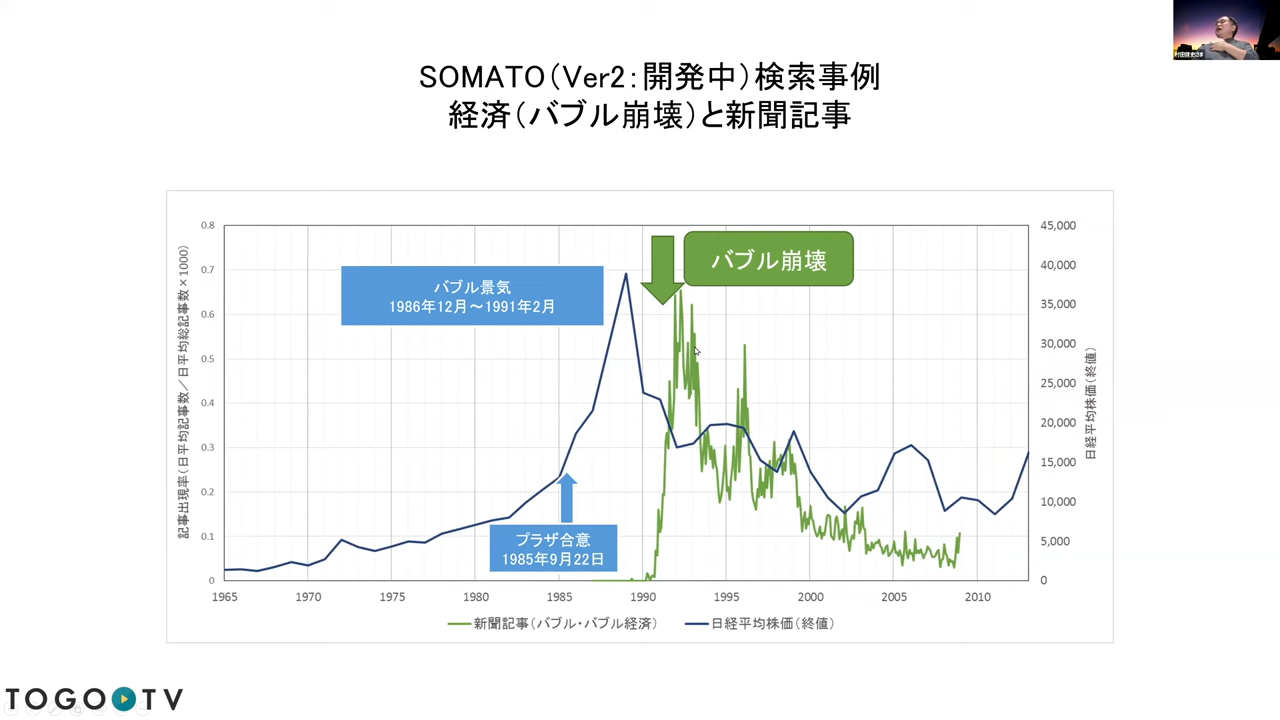 村田健史さま
SOMATO(Ver2:開発中)検索事例
経済(バブル崩壊)と新聞記事
記事出現率(日平均記事数/日平均総記事数×1000)
0.8
0.7
0.6
0.5
0.4
0.3
0.2
0.1
0
バブル景気
1986年12月~1991年2月
バブル崩壊
プラザ合意
1985年9月22日
45,000
40,000
35,000
30,000
25,000
20,000
15,000
10,000
5,000
0
日経平均株価(終値)
1965 1970 1975 1980 1985 1990 1995 2000 2005 2010
新聞記事(バブル・バブル経済) 日経平均株価(終値)
TOGO TV